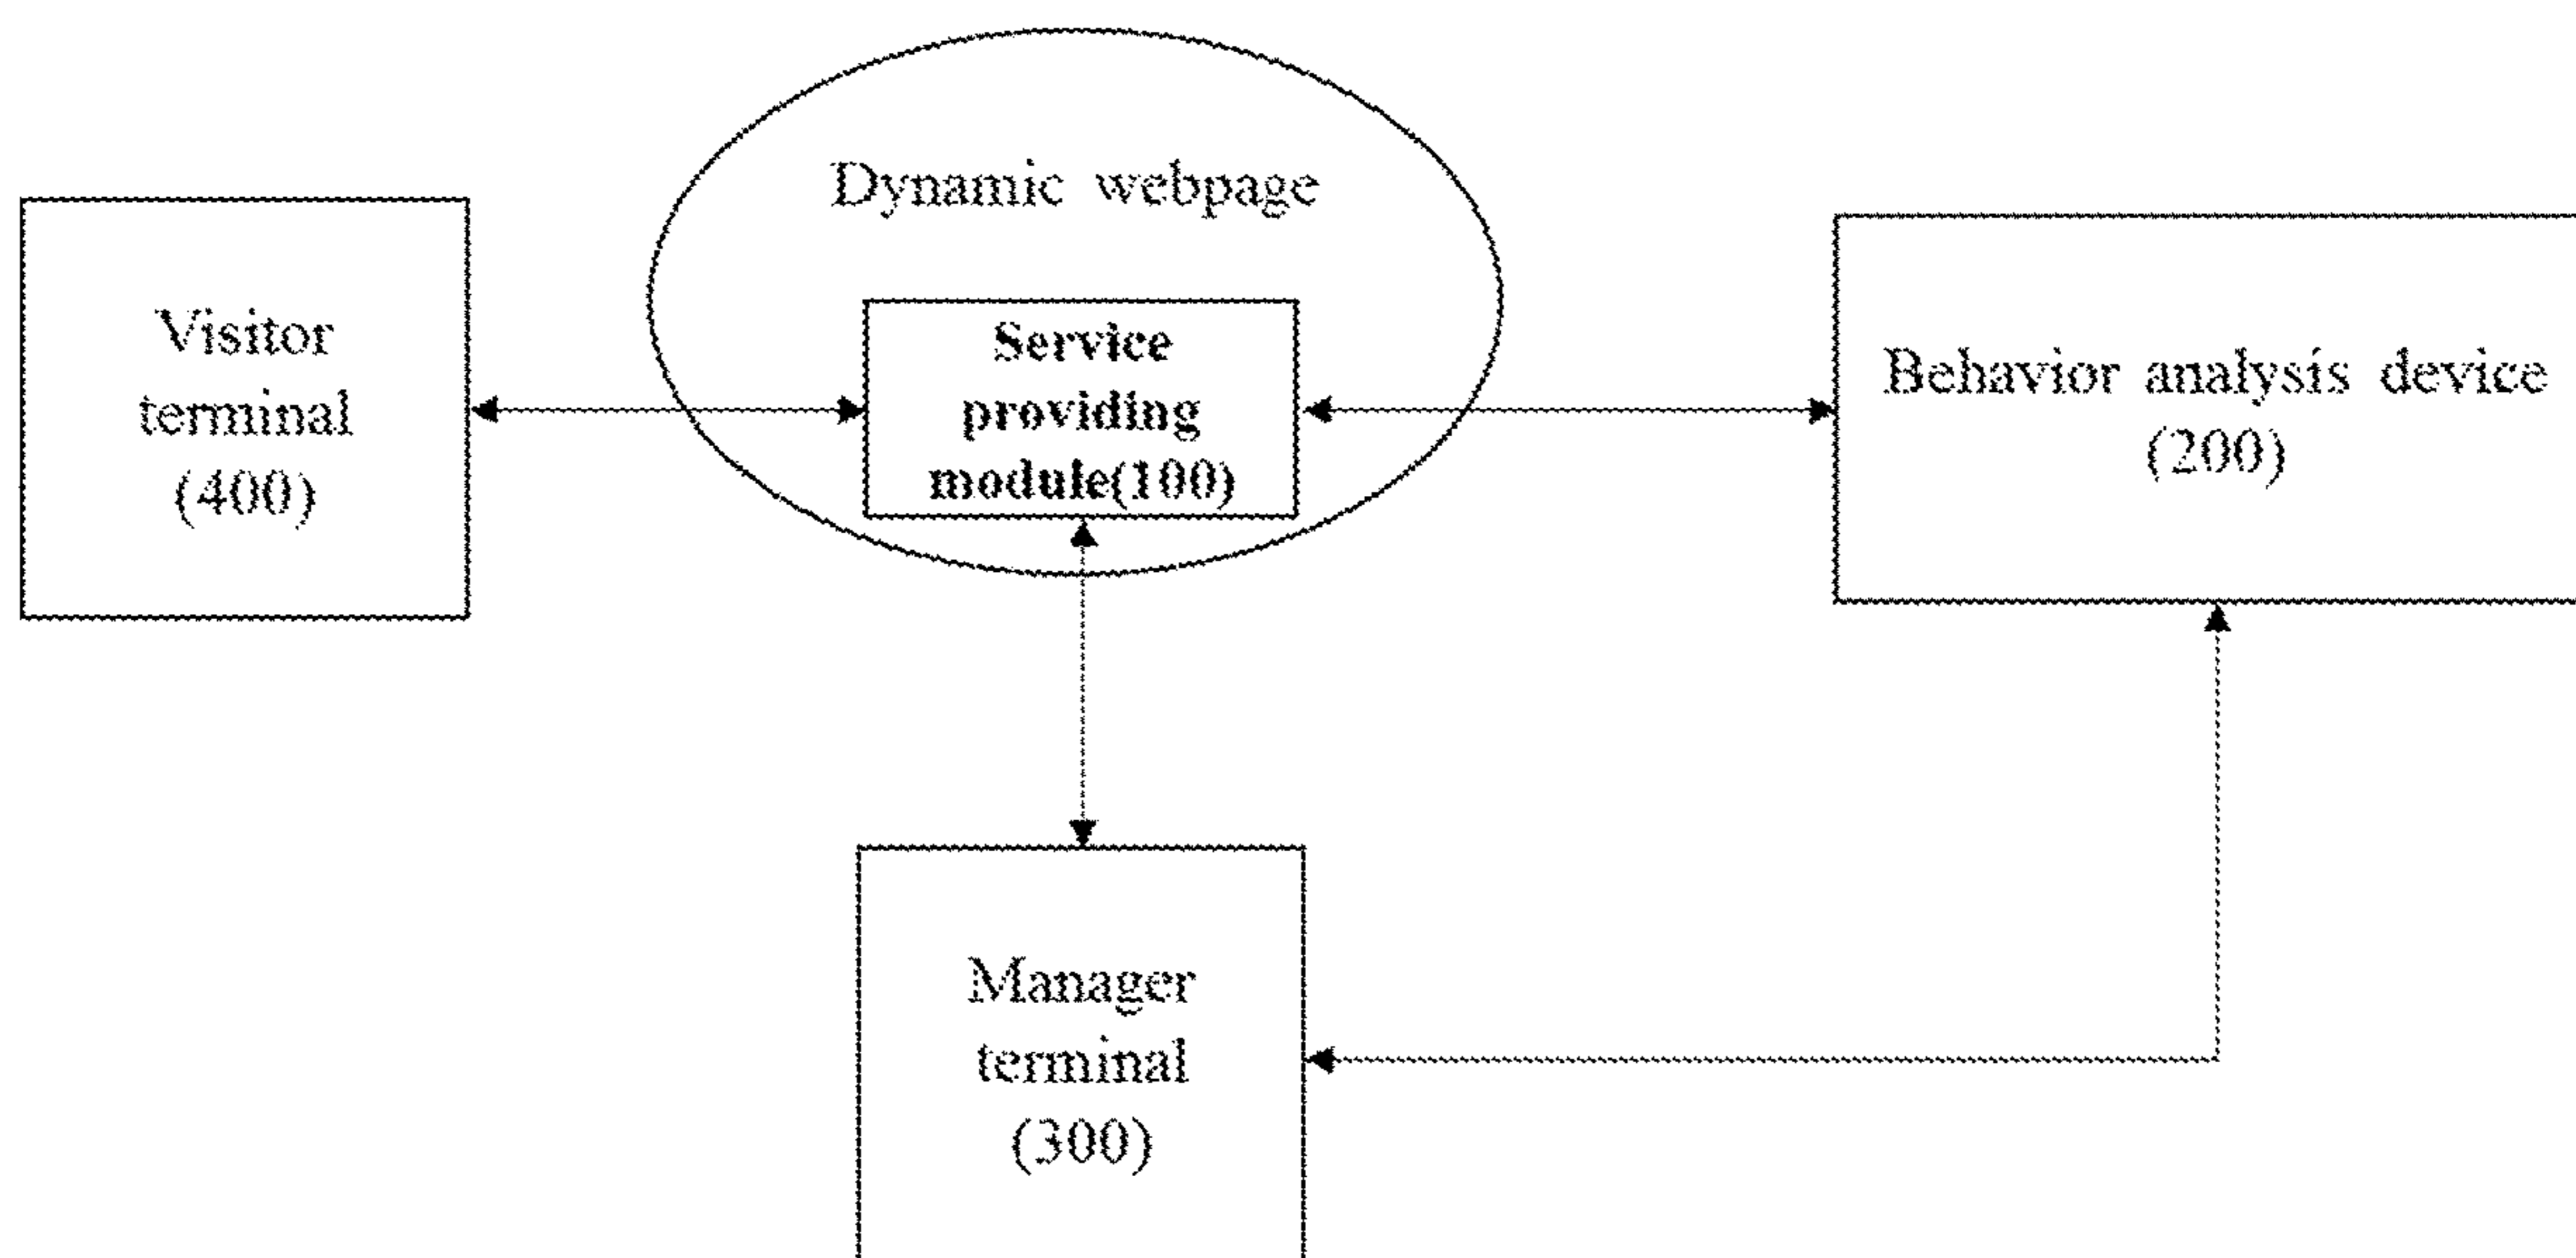 Dynamic webpage
Visitor
terminal
(400)
Service
providing
module(100)
Behavior analysis device
(200)
Manager
terminal
(300)